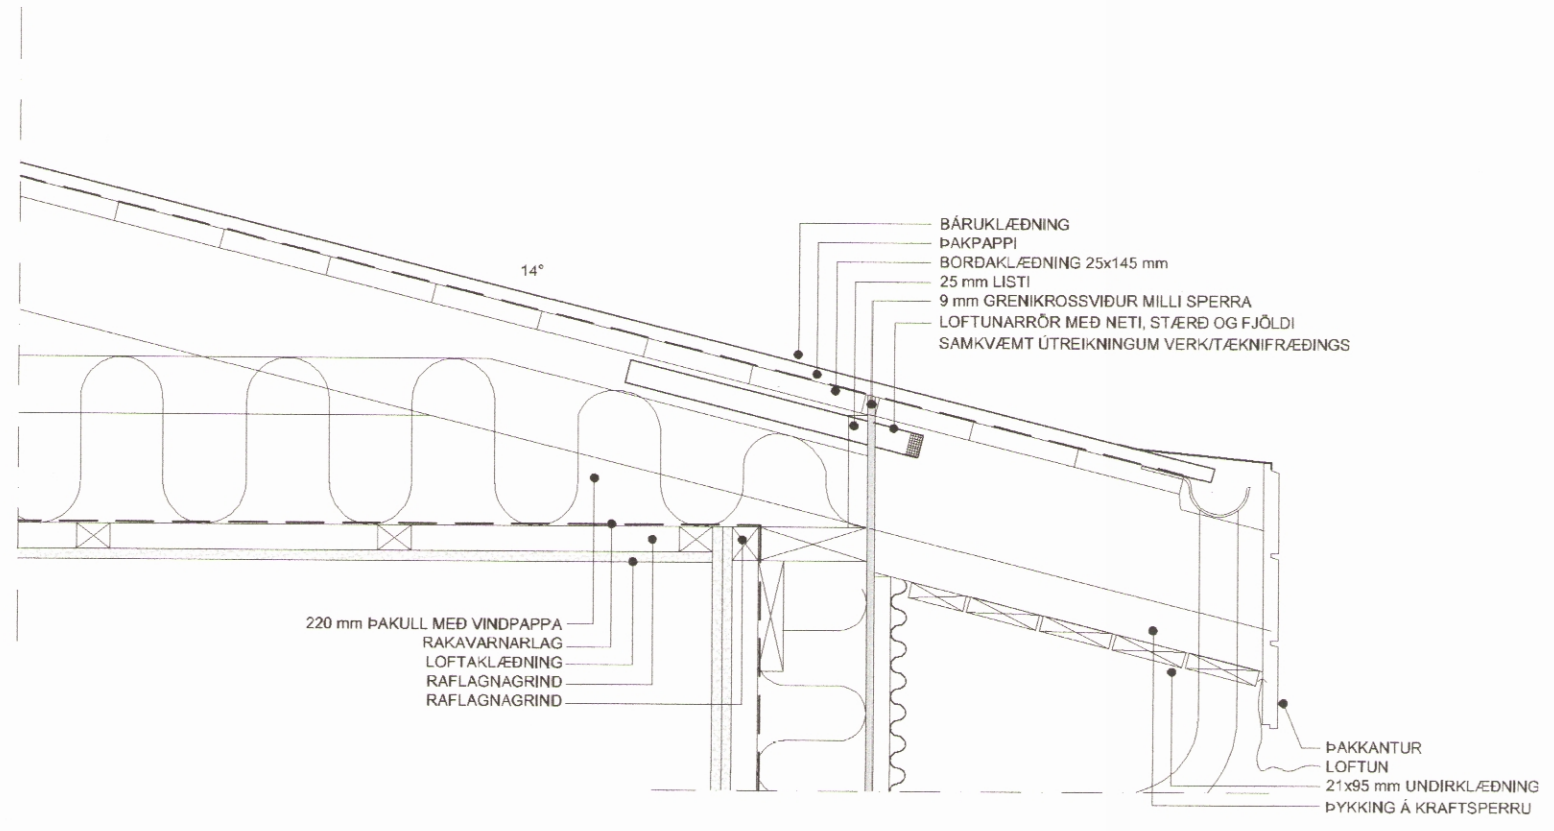 BÁRUKLÆÐNING
ÞAKPAPPI
BORÐAKLÆÐNING 25x145 mm
14°
25 mm LISTI
9 mm GRENIKROSSVIÐUR MILLI SPERRA
LOFTUNARRÖR MEÐ NETI, STÆRÐ OG FJÖLDI
SAMKVÆMT ÚTREIKNINGUM VERK/TÆKNIFRÆÐINGS
220 mm ÞAKULL MEÐ VINDPAPPA
RAKAVARNARLAG
LOFTAKLÆÐNING
RAFLAGNAGRIND
RAFLAGNAGRIND
ÞAKKANTUR
LOFTUN
21x95 mm UNDIRKLÆÐNING
ÞYKKING Á KRAFTSPERRU